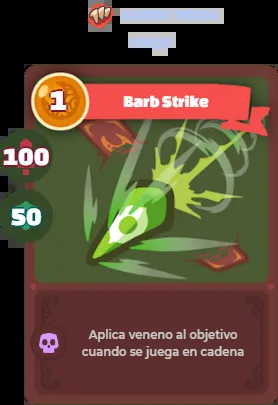 1
Barb Strike
100
50
Aplica veneno al objetivo
cuando se juega en cadena